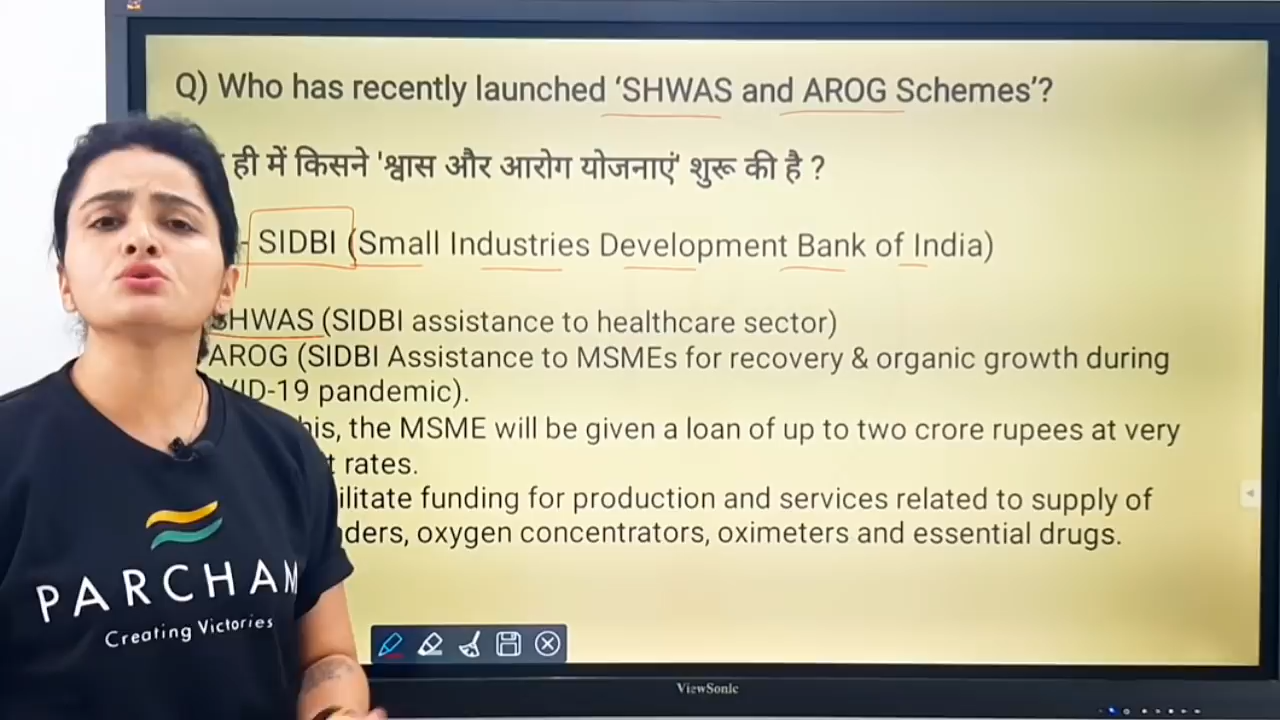 Q) Who has recently launched ‘SHWAS and AROG Schemes’?
ही में किसने 'श्वास और आरोग योजनाएं' शुरू की है ?
- SIDBI (Small Industries Development Bank of India)
SHWAS (SIDBI assistance to healthcare sector)
AROG (SIDBI Assistance to MSMEs for recovery & organic growth during
VID-19 pandemic).
his, the MSME will be given a loan of up to two crore rupees at very
t rates.
ilitate funding for production and services related to supply of
ders, oxygen concentrators, oximeters and essential drugs.
PARCHAM
Creating Victories
ViewSonic